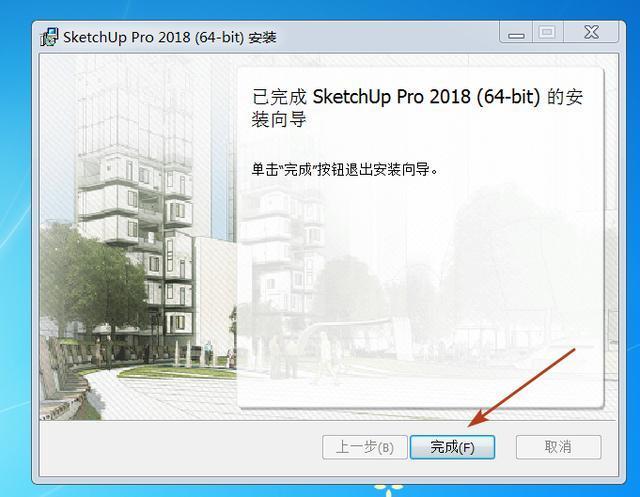 SketchUp Pro 2018 (64-bit) 安装
已完成 SketchUp Pro 2018 (64-bit) 的安
装向导
单击“完成”按钮退出安装向导。
上一步(B)
完成(F)
取消